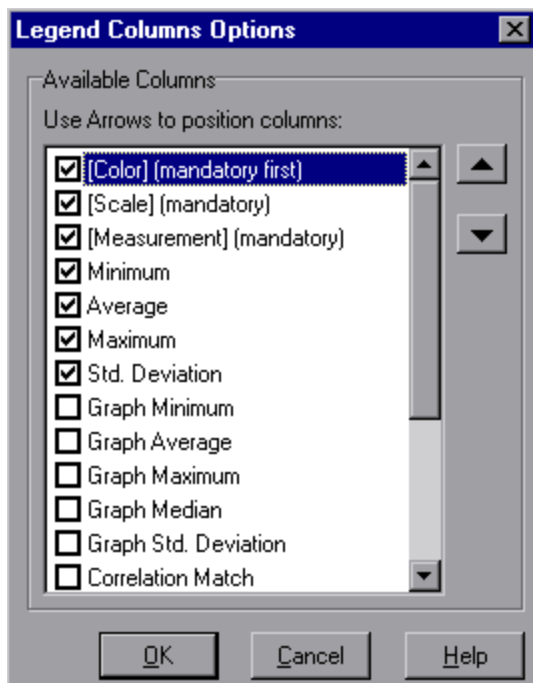 Legend Columns Options
Available Columns
Use Arrows to position columns:
[Color] (mandatory first)
[Scale] (mandatory)
[Measurement] (mandatory)
Minimum
Average
Maximum
Std. Deviation
Graph Minimum
Graph Average
Graph Maximum
Graph Median
Graph Std. Deviation
Correlation Match
OK Cancel Help